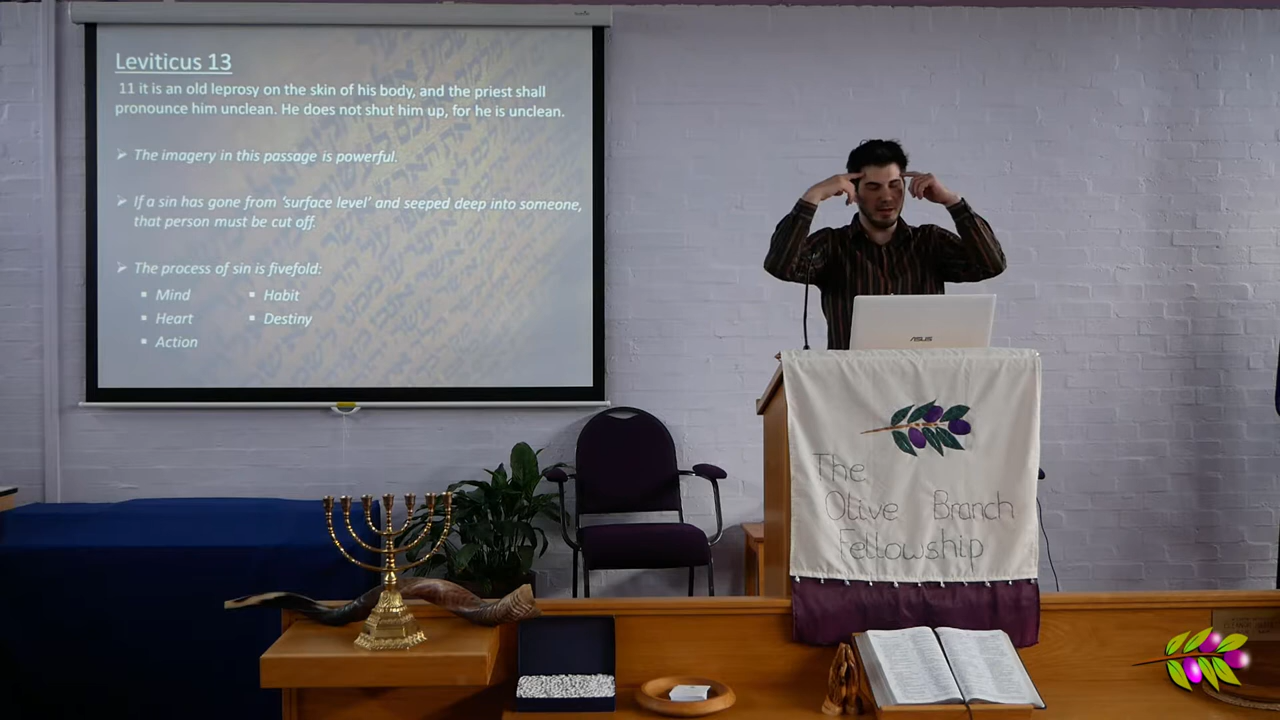 Leviticus 13
11 it is an old leprosy on the skin of his body, and the priest shall
pronounce him unclean. He does not shut him up, for he is unclean.
The imagery in this passage is powerful.
If a sin has gone from ‘surface level’ and seeped deep into someone,
that person must be cut off.
The process of sin is fivefold:
Mind
Habit
Heart
Destiny
Action
ASUS
The
Olive Branch
Fellowship